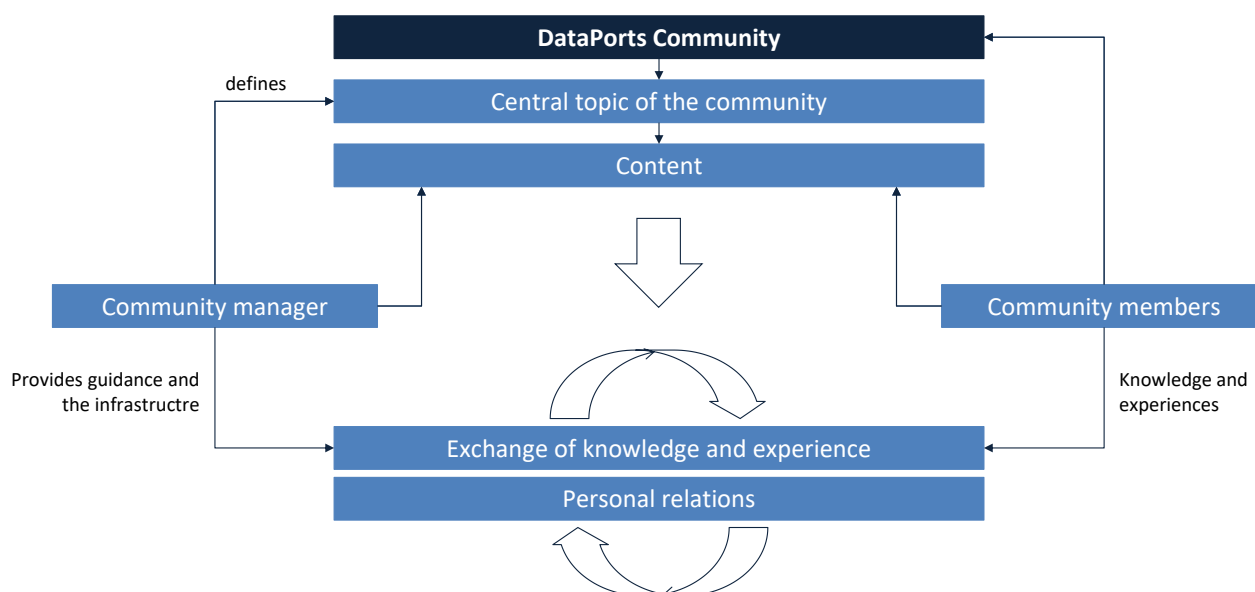 DataPorts Community
defines
Central topic of the community
Content
Community manager
Community members
Provides guidance and
the infrastructre
Knowledge and
experiences
Exchange of knowledge and experience
Personal relations